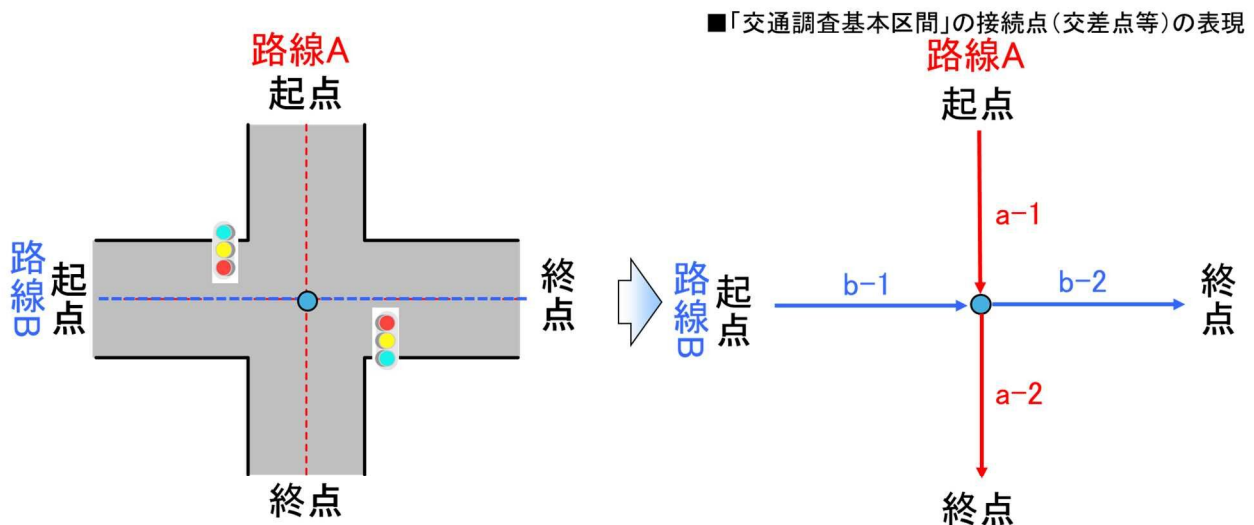 ■「交通調査基本区間」の接続点(交差点等)の表現
路線A
起点
路線B
起点
終点
終点
路線A
起点
a-1
路線B
起点
b-1
b-2
終点
a-2
終点